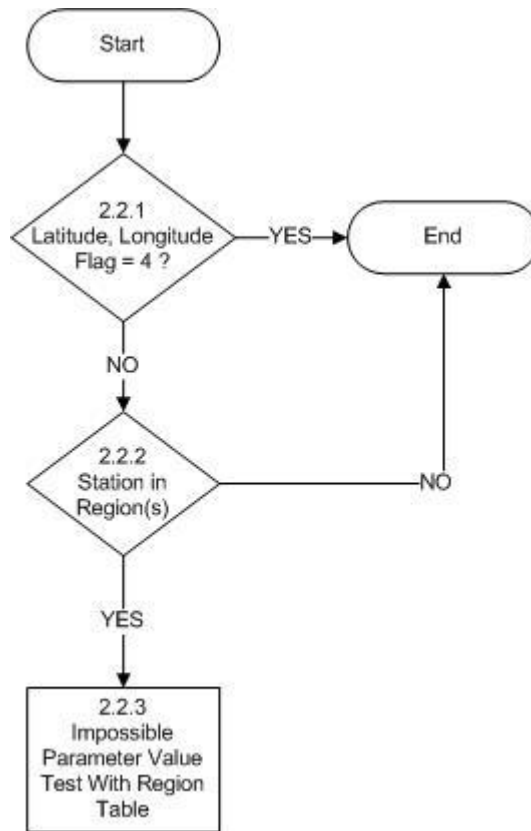 Start
2.2.1
Latitude, Longitude
Flag = 4 ?
YES
End
NO
2.2.2
Station in
Region(s)
NO
YES
2.2.3
Impossible
Parameter Value
Test With Region
Table